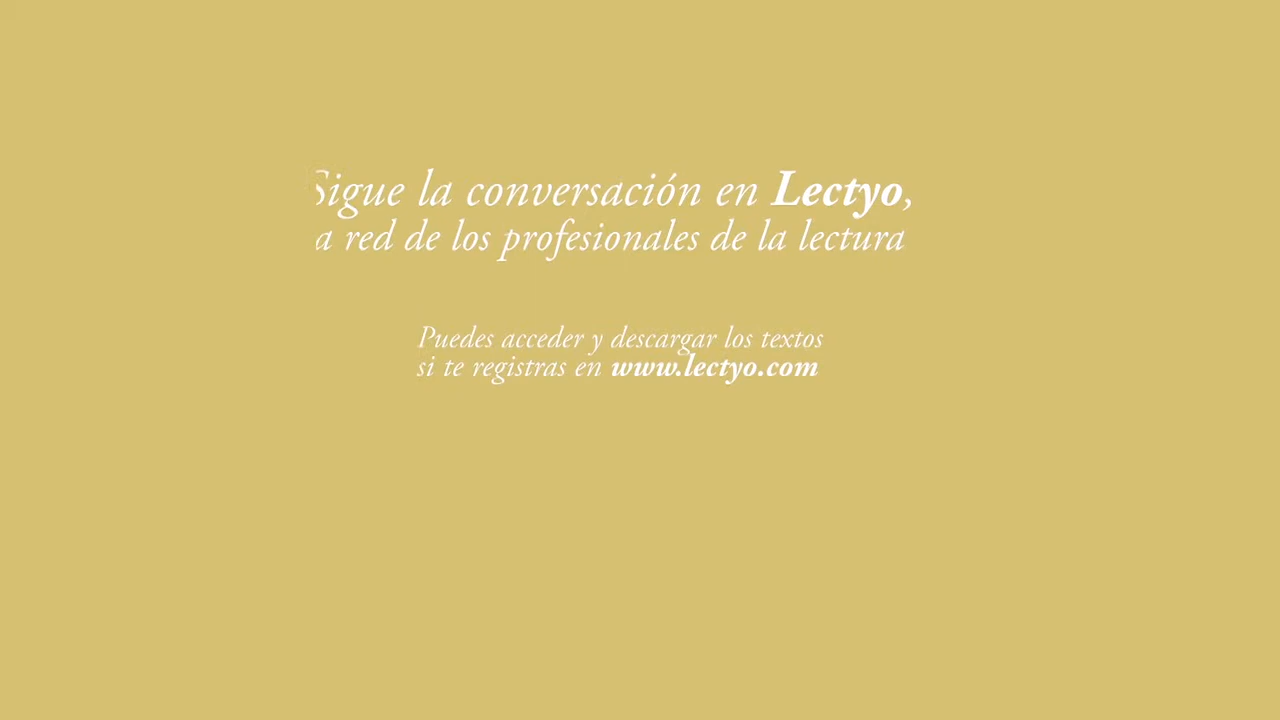 Sigue la conversación en Lectyo,
a red de los profesionales de la lectura
Puedes acceder y descargar los textos
si te registras en www.lectyo.com